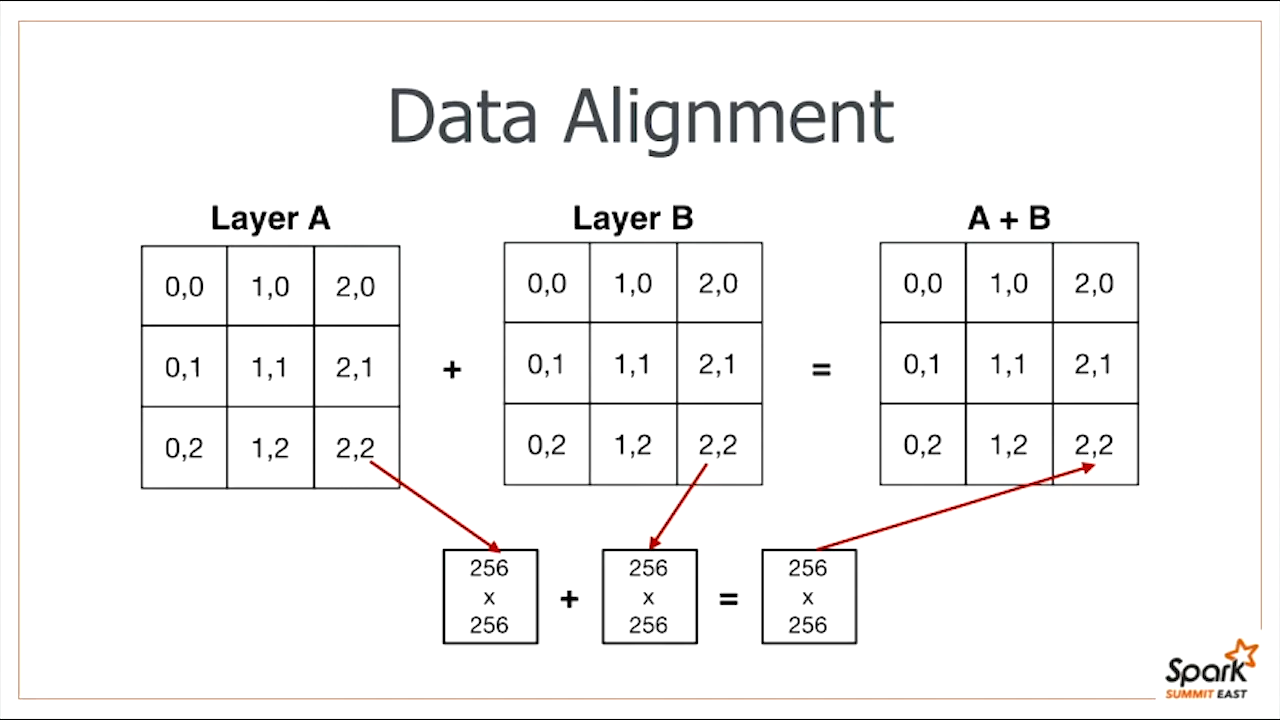 Data Alignment
Layer A
Layer B
A + B
0,0 1,0 2,0
0,1 1,1 2,1
0,2 1,2 2,2
+
0,0 1,0 2,0
0,1 1,1 2,1
0,2 1,2 2,2
=
0,0 1,0 2,0
0,1 1,1 2,1
0,2 1,2 2,2
256
x
256
+
256
x
256
=
256
x
256
Spark
SUMMIT EAST